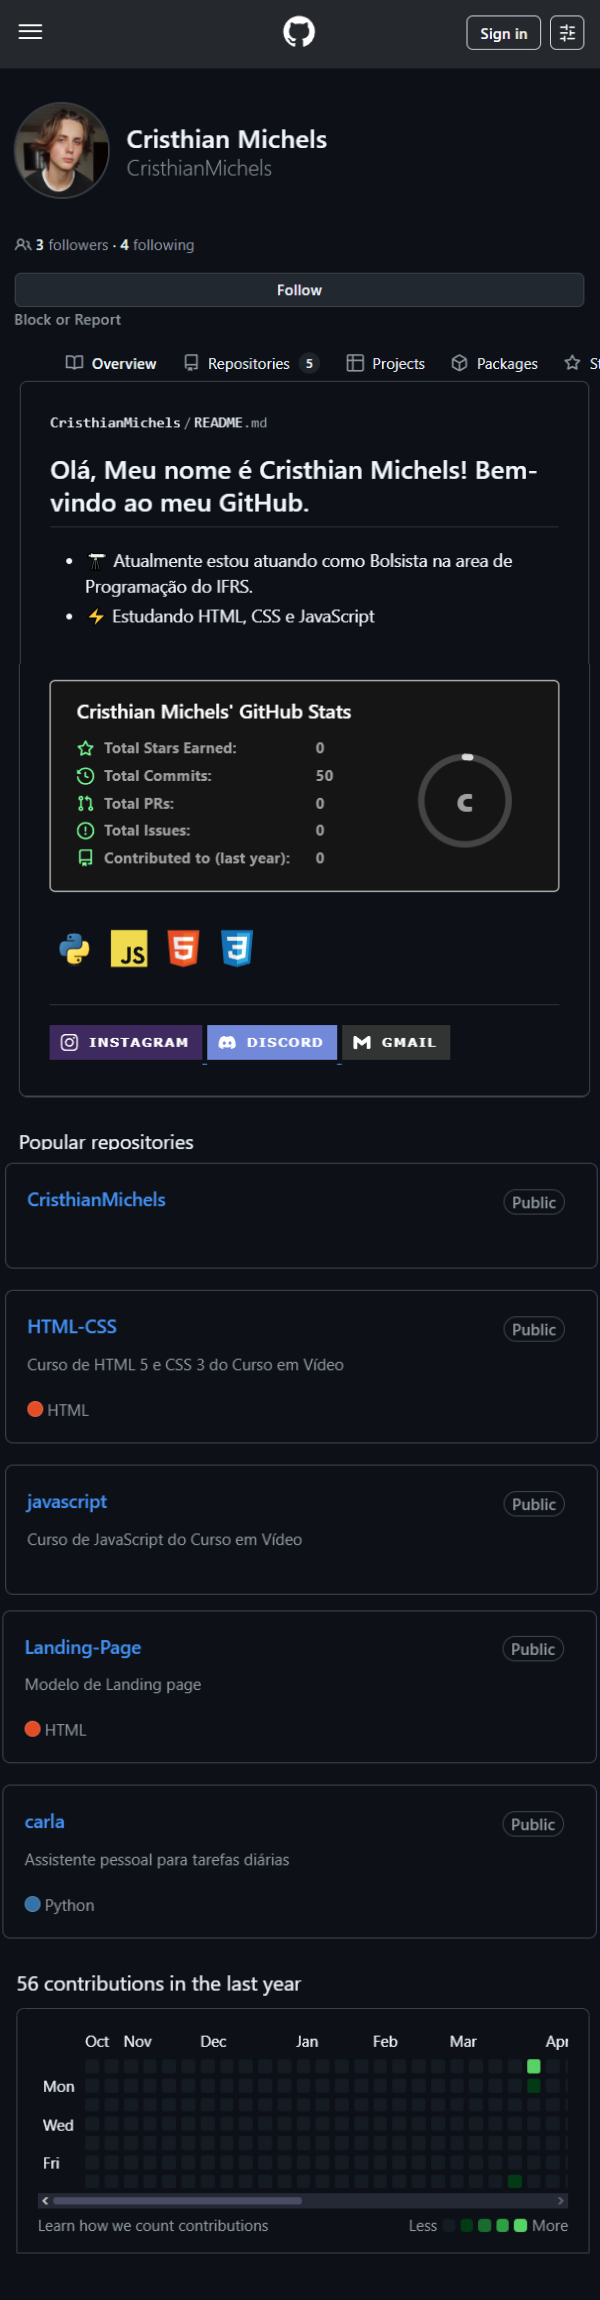 Sign in
Cristhian Michels
CristhianMichels
3 followers · 4 following
Follow
Block or Report
Overview Repositories 5 Projects Packages
CristhianMichels/README.md
Olá, Meu nome é Cristhian Michels! Bem-
vindo ao meu GitHub.
Atualmente estou atuando como Bolsista na area de
Programação do IFRS.
⚡ Estudando HTML, CSS e JavaScript
Cristhian Michels' GitHub Stats
Total Stars Earned: 0
Total Commits: 50
Total PRs: 0
Total Issues: 0
Contributed to (last year): 0
C
JS
INSTAGRAM DISCORD GMAIL
Popular repositories
CristhianMichels Public
HTML-CSS Public
Curso de HTML 5 e CSS 3 do Curso em Vídeo
HTML
javascript Public
Curso de JavaScript do Curso em Vídeo
Landing-Page Public
Modelo de Landing page
HTML
carla Public
Assistente pessoal para tarefas diárias
Python
56 contributions in the last year
Oct Nov Dec Jan Feb Mar Apr
Mon
Wed
Fri
Learn how we count contributions Less More